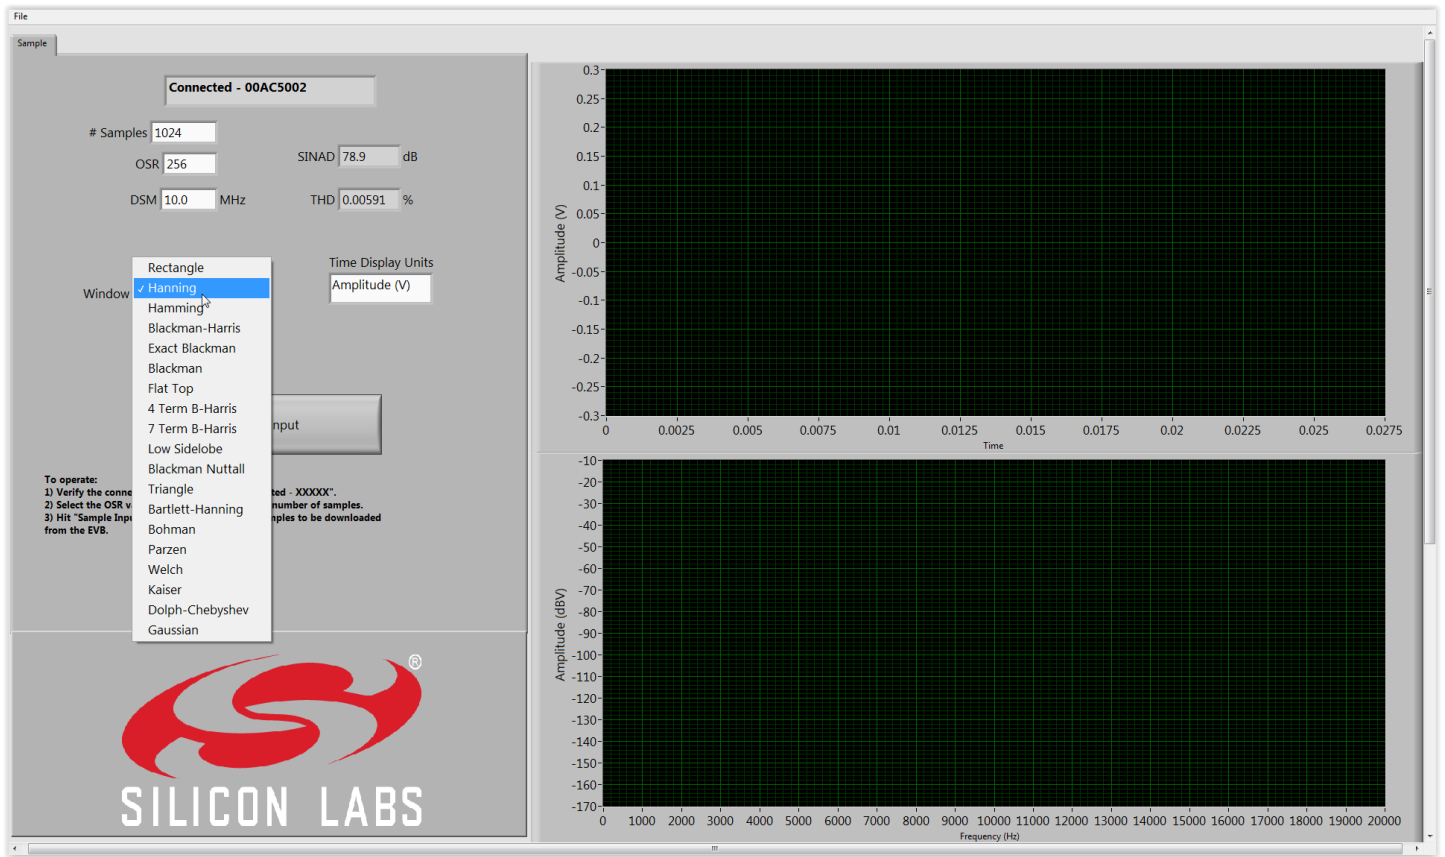 File
Sample
Connected - 00AC5002
# Samples 1024
OSR 256
SINAD 78.9 dB
DSM 10.0 MHz
THD 0.00591 %
Time Display Units
Amplitude (V)
Window
Rectangle
✓ Hanning
Hamming
Blackman-Harris
Exact Blackman
Blackman
Flat Top
4 Term B-Harris
7 Term B-Harris
Low Sidelobe
Blackman Nuttall
Triangle
Bartlett-Hanning
Bohman
Parzen
Welch
Kaiser
Dolph-Chebyshev
Gaussian
nput
To operate:
1) Verify the conne ted - XXXXX".
2) Select the OSR v number of samples.
3) Hit "Sample Inpu mples to be downloaded
from the EVB.
®
SILICON LABS
Amplitude (V)
0.3
0.25
0.2
0.15
0.1
0.05
0
-0.05
-0.1
-0.15
-0.2
-0.25
-0.3
0 0.0025 0.005 0.0075 0.01 0.0125 0.015 0.0175 0.02 0.0225 0.025 0.0275
Time
Amplitude (dBV)
-10
-20
-30
-40
-50
-60
-70
-80
-90
-100
-110
-120
-130
-140
-150
-160
-170
0 1000 2000 3000 4000 5000 6000 7000 8000 9000 10000 11000 12000 13000 14000 15000 16000 17000 18000 19000 20000
Frequency (Hz)